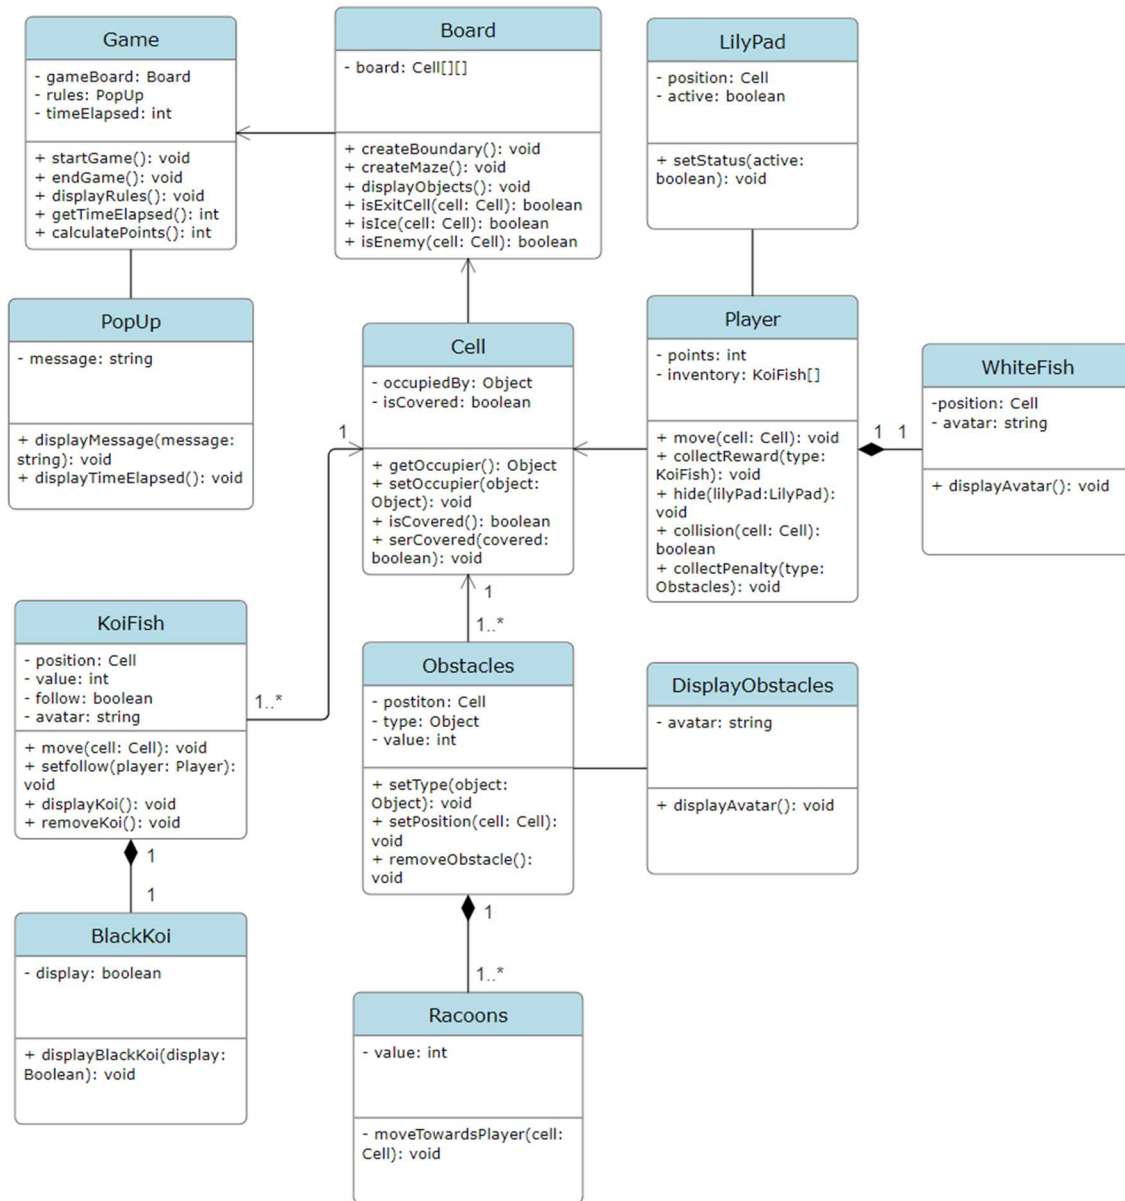 Game
- gameBoard: Board
- rules: PopUp
- timeElapsed: int
+ startGame(): void
+ endGame(): void
+ displayRules(): void
+ getTimeElapsed(): int
+ calculatePoints(): int
Board
- board: Cell[][]
+ createBoundary(): void
+ createMaze(): void
+ displayObjects(): void
+ isExitCell(cell: Cell): boolean
+ isIce(cell: Cell): boolean
+ isEnemy(cell: Cell): boolean
LilyPad
- position: Cell
- active: boolean
+ setStatus(active:
boolean): void
PopUp
- message: string
+ displayMessage(message:
string): void
+ displayTimeElapsed(): void
Cell
- occupiedBy: Object
- isCovered: boolean
+ getOccupier(): Object
+ setOccupier(object:
Object): void
+ isCovered(): boolean
+ serCovered(covered:
boolean): void
1
1
1..*
1..*
Player
- points: int
- inventory: KoiFish[]
+ move(cell: Cell): void
+ collectReward(type:
KoiFish): void
+ hide(lilyPad:LilyPad):
void
+ collision(cell: Cell):
boolean
+ collectPenalty(type:
Obstacles): void
1 1
WhiteFish
-position: Cell
- avatar: string
+ displayAvatar(): void
KoiFish
- position: Cell
- value: int
- follow: boolean
- avatar: string
+ move(cell: Cell): void
+ setfollow(player: Player):
void
+ displayKoi(): void
+ removeKoi(): void
1
1
Obstacles
- postiton: Cell
- type: Object
- value: int
+ setType(object:
Object): void
+ setPosition(cell: Cell):
void
+ removeObstacle():
void
1
1..*
DisplayObstacles
- avatar: string
+ displayAvatar(): void
BlackKoi
- display: boolean
+ displayBlackKoi(display:
Boolean): void
Racoons
- value: int
- moveTowardsPlayer(cell:
Cell): void